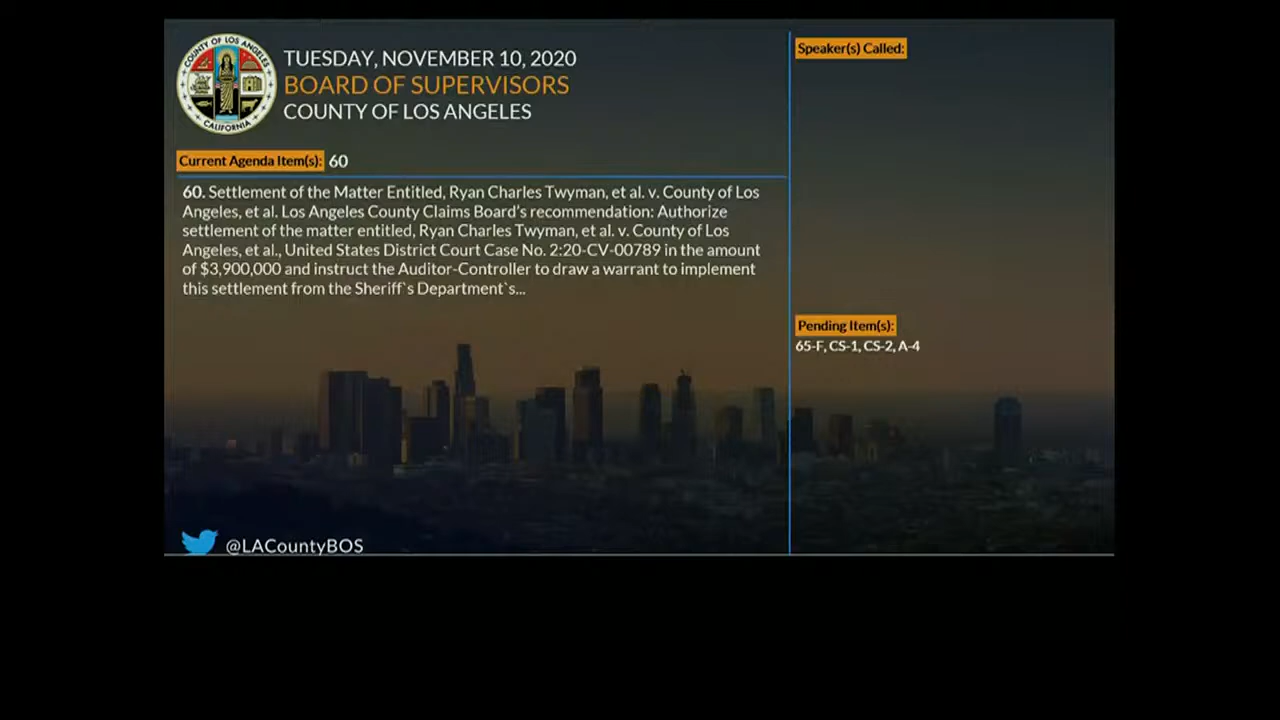 COUNTY OF LOS ANGELES
CALIFORNIA
TUESDAY, NOVEMBER 10, 2020
BOARD OF SUPERVISORS
COUNTY OF LOS ANGELES
Current Agenda Item(s): 60
60. Settlement of the Matter Entitled, Ryan Charles Twyman, et al. v. County of Los
Angeles, et al. Los Angeles County Claims Board's recommendation: Authorize
settlement of the matter entitled, Ryan Charles Twyman, et al. v. County of Los
Angeles, et al., United States District Court Case No. 2:20-CV-00789 in the amount
of $3,900,000 and instruct the Auditor-Controller to draw a warrant to implement
this settlement from the Sheriff`s Department`s...
@LACountyBOS
Speaker(s) Called:
Pending Item(s):
65-F, CS-1, CS-2, A-4